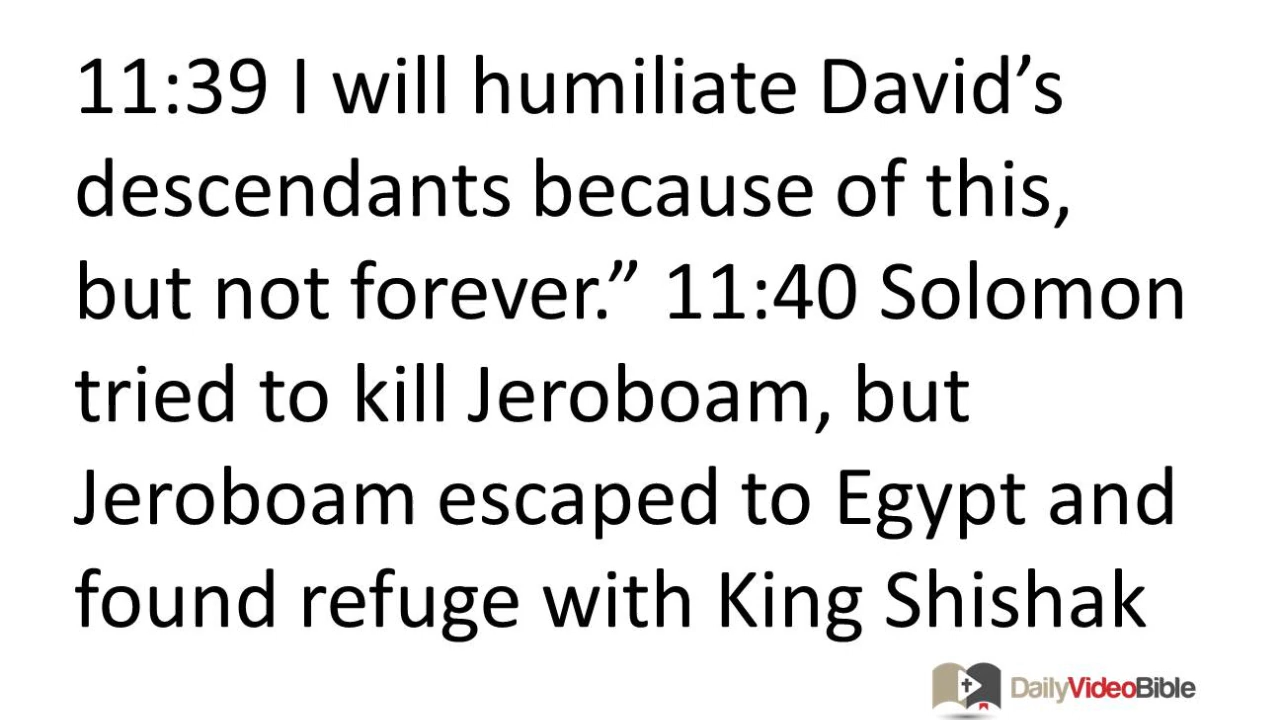 11:39 I will humiliate David’s
descendants because of this,
but not forever.” 11:40 Solomon
tried to kill Jeroboam, but
Jeroboam escaped to Egypt and
found refuge with King Shishak
DailyVideoBible